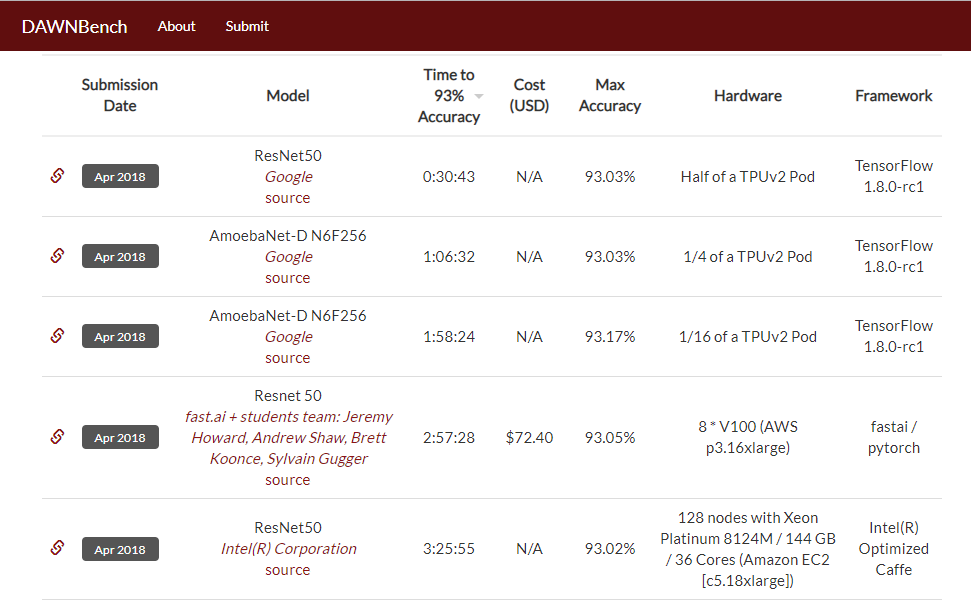 DAWNBench About Submit
Submission Date Model Time to 93% Accuracy Cost (USD) Max Accuracy Hardware Framework
Apr 2018
ResNet50
Google
source
0:30:43
N/A
93.03%
Half of a TPUv2 Pod
TensorFlow
1.8.0-rc1
Apr 2018
AmoebaNet-D N6F256
Google
source
1:06:32
N/A
93.03%
1/4 of a TPUv2 Pod
TensorFlow
1.8.0-rc1
Apr 2018
AmoebaNet-D N6F256
Google
source
1:58:24
N/A
93.17%
1/16 of a TPUv2 Pod
TensorFlow
1.8.0-rc1
Apr 2018
Resnet 50
fast.ai + students team: Jeremy
Howard, Andrew Shaw, Brett
Koonce, Sylvain Gugger
source
2:57:28
$72.40
93.05%
8 * V100 (AWS
p3.16xlarge)
fastai /
pytorch
Apr 2018
ResNet50
Intel(R) Corporation
source
3:25:55
N/A
93.02%
128 nodes with Xeon
Platinum 8124M / 144 GB
/ 36 Cores (Amazon EC2
[c5.18xlarge])
Intel(R)
Optimized
Caffe